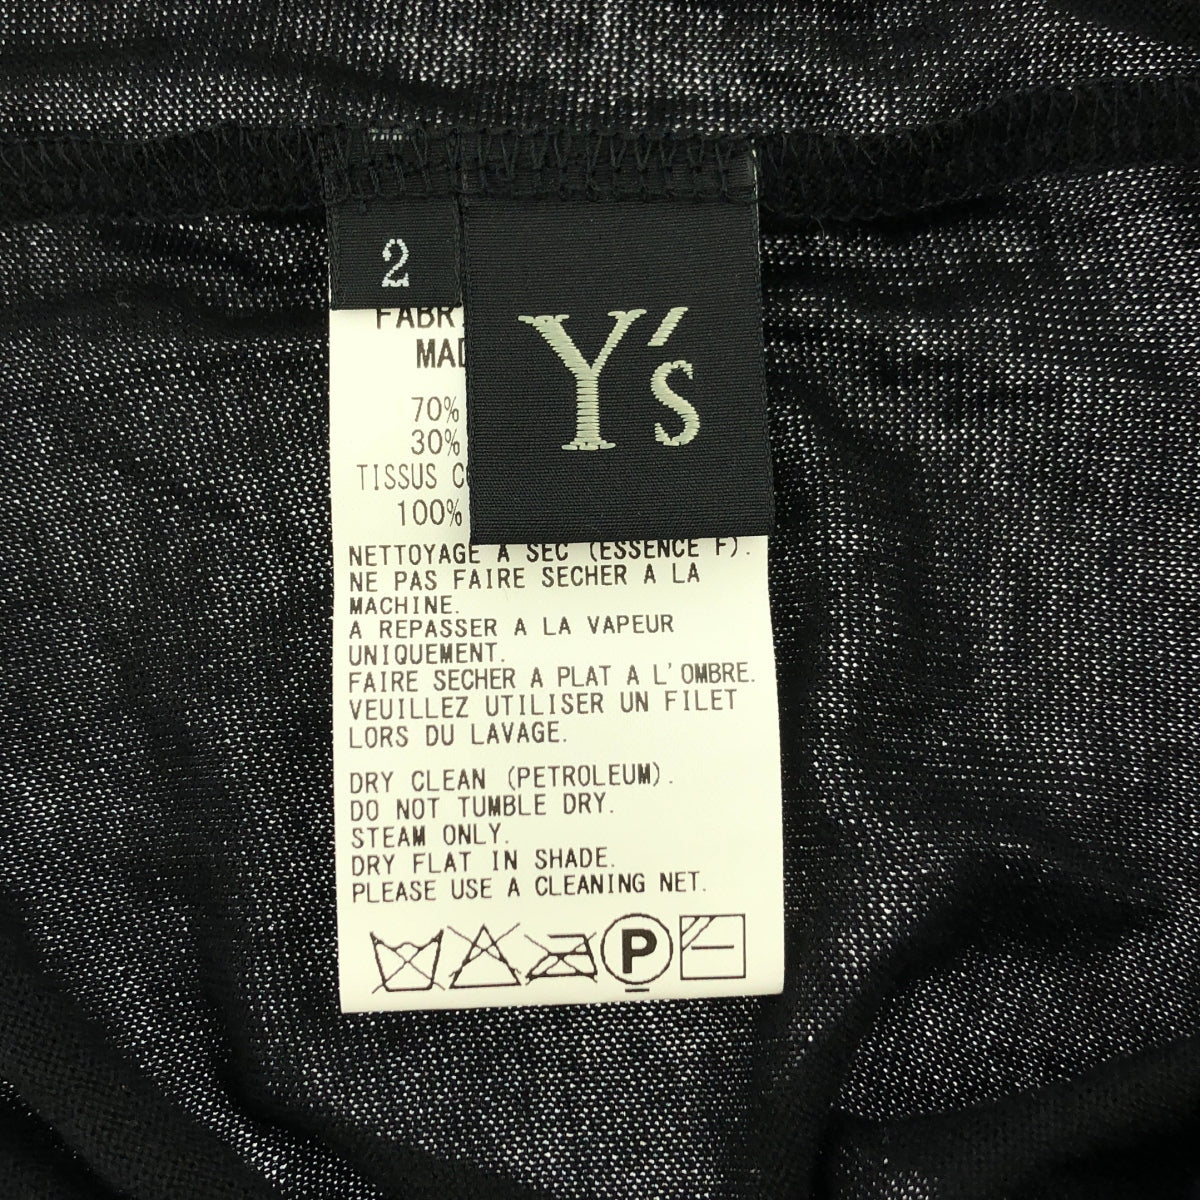 2
Y's
70%
30%
TISSUS
100%
NETTOYAGE A SEC (ESSENCE F).
NE PAS FAIRE SECHER A LA
MACHINE.
A REPASSER A LA VAPEUR
UNIQUEMENT.
FAIRE SECHER A PLAT A L'OMBRE.
VEUILLEZ UTILISER UN FILET
LORS DU LAVAGE.
DRY CLEAN (PETROLEUM).
DO NOT TUMBLE DRY.
STEAM ONLY.
DRY FLAT IN SHADE.
PLEASE USE A CLEANING NET.
P